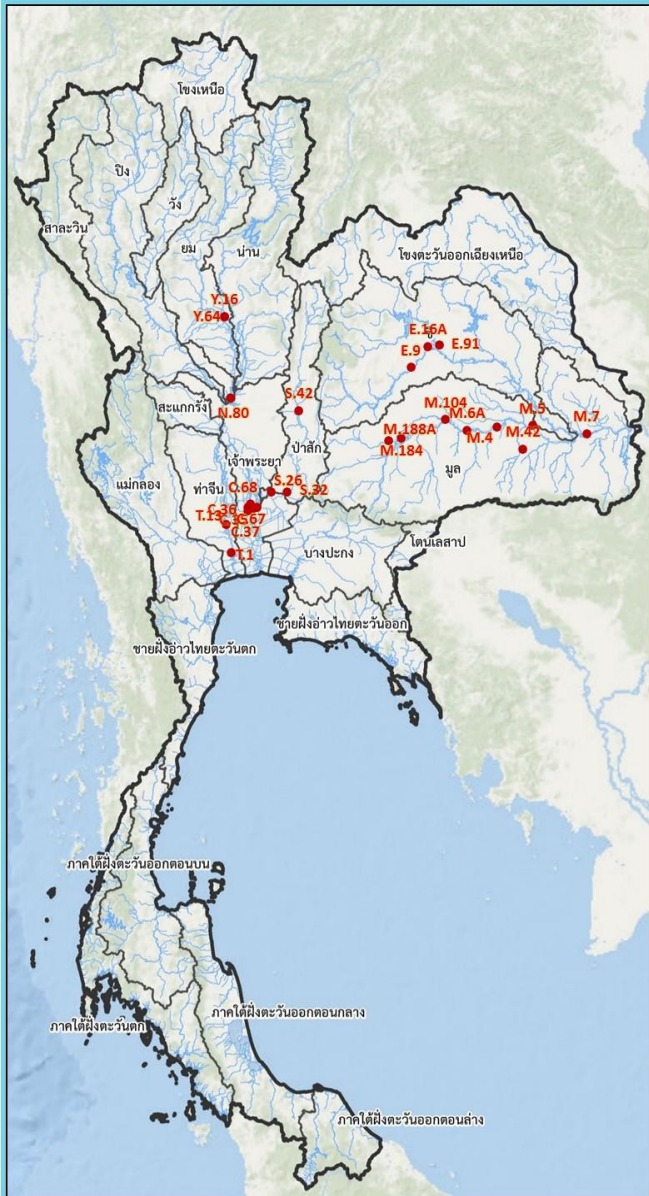 โขงเหนือ
ปิง
วัง
สาละวิน
ยม
น่าน
โขงตะวันออกเฉียงเหนือ
Y.16
Y.64
E.16A
E.91
E.9
สะแกกรัง
N.80
S.42
M.104
M.5
M.6A
M.7
M.188A
M.4
M.42
M.184
ป่าสัก
เจ้าพระยา
มูล
แม่กลอง
ท่าจีน
C.68
S.26
S.32
C.36
T.13
C.67
C.37
T.1
บางปะกง
โตนเลสาป
ชายฝั่งอ่าวไทยตะวันออก
ชายฝั่งอ่าวไทยตะวันตก
ภาคใต้ฝั่งตะวันออกตอนบน
ภาคใต้ฝั่งตะวันออกตอนกลาง
ภาคใต้ฝั่งตะวันตก
ภาคใต้ฝั่งตะวันออกตอนล่าง